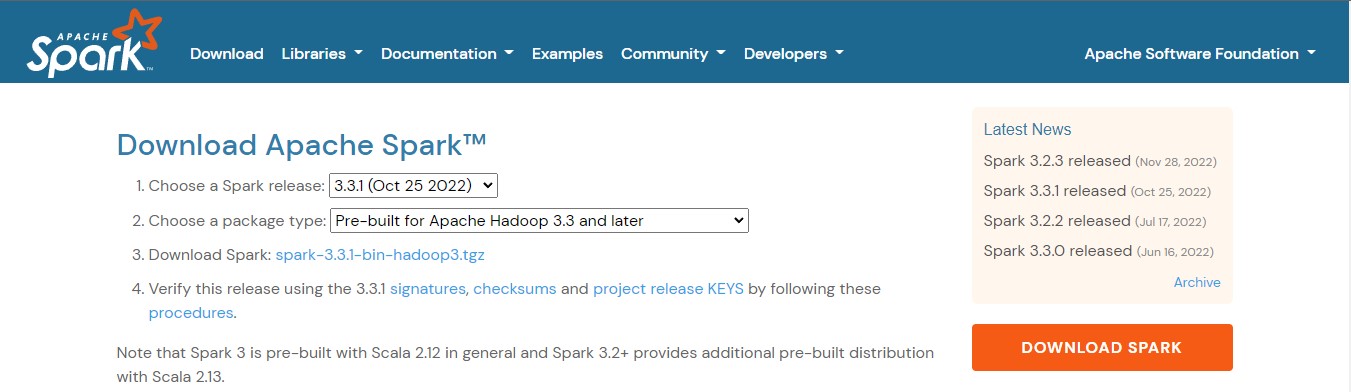 APACHE
Spark™
Download Libraries Documentation Examples Community Developers Apache Software Foundation
Download Apache Spark™
1. Choose a Spark release: 3.3.1 (Oct 25 2022)
2. Choose a package type: Pre-built for Apache Hadoop 3.3 and later
3. Download Spark: spark-3.3.1-bin-hadoop3.tgz
4. Verify this release using the 3.3.1 signatures, checksums and project release KEYS by following these
procedures.
Note that Spark 3 is pre-built with Scala 2.12 in general and Spark 3.2+ provides additional pre-built distribution
with Scala 2.13.
Latest News
Spark 3.2.3 released (Nov 28, 2022)
Spark 3.3.1 released (Oct 25, 2022)
Spark 3.2.2 released (Jul 17, 2022)
Spark 3.3.0 released (Jun 16, 2022)
Archive
DOWNLOAD SPARK